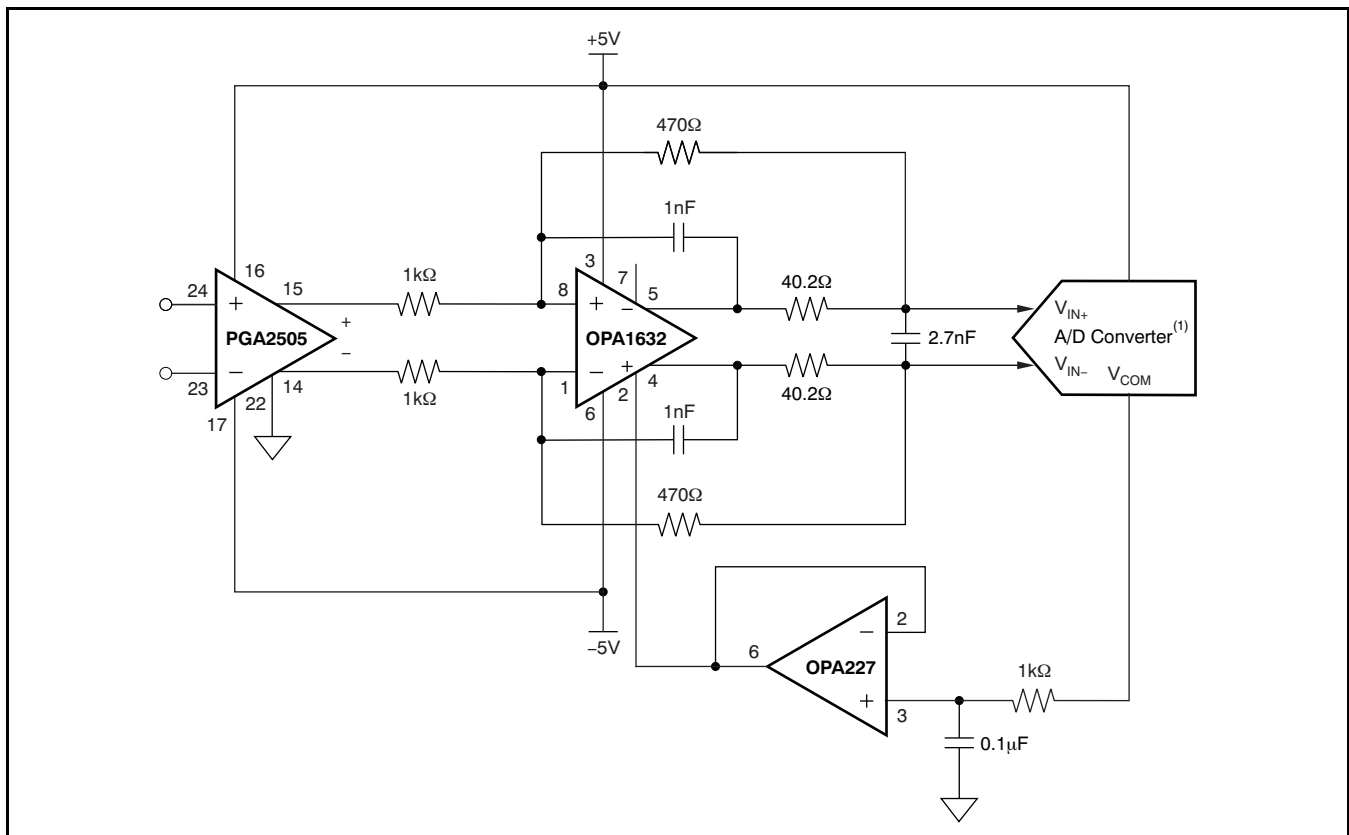 +5V
470Ω
1nF
3
7
16
1kΩ
40.2Ω
24
15
8
5
+
+
−
V_IN+
+
PGA2505
−
OPA1632
2.7nF
A/D Converter(1)
−
−
+
V_IN−
V_COM
23
14
1
4
22
1kΩ
2
40.2Ω
17
6
1nF
470Ω
−
2
6
OPA227
−5V
+
3
1kΩ
0.1µF